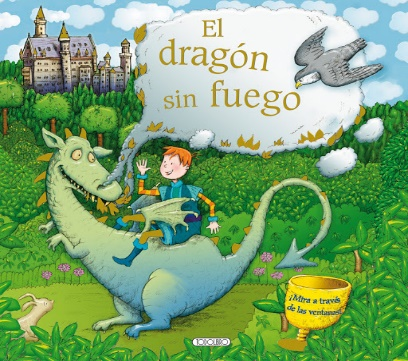 El
dragón
sin fuego
¡Mira a través
de las ventanas!
TODOLIBRO